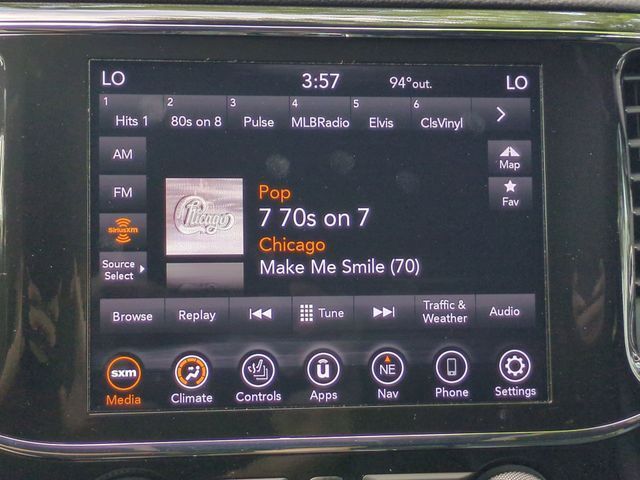 LO 3:57 94°out. LO
1 2 3 4 5 6
Hits 1 80s on 8 Pulse MLBRadio Elvis ClsVinyl
AM
Map
FM
Fav
SiriusXM
Source
Select
Chicago
Pop
7 70s on 7
Chicago
Make Me Smile (70)
Browse Replay Tune Traffic & Weather Audio
sxm NE
Media Climate Controls Apps Nav Phone Settings